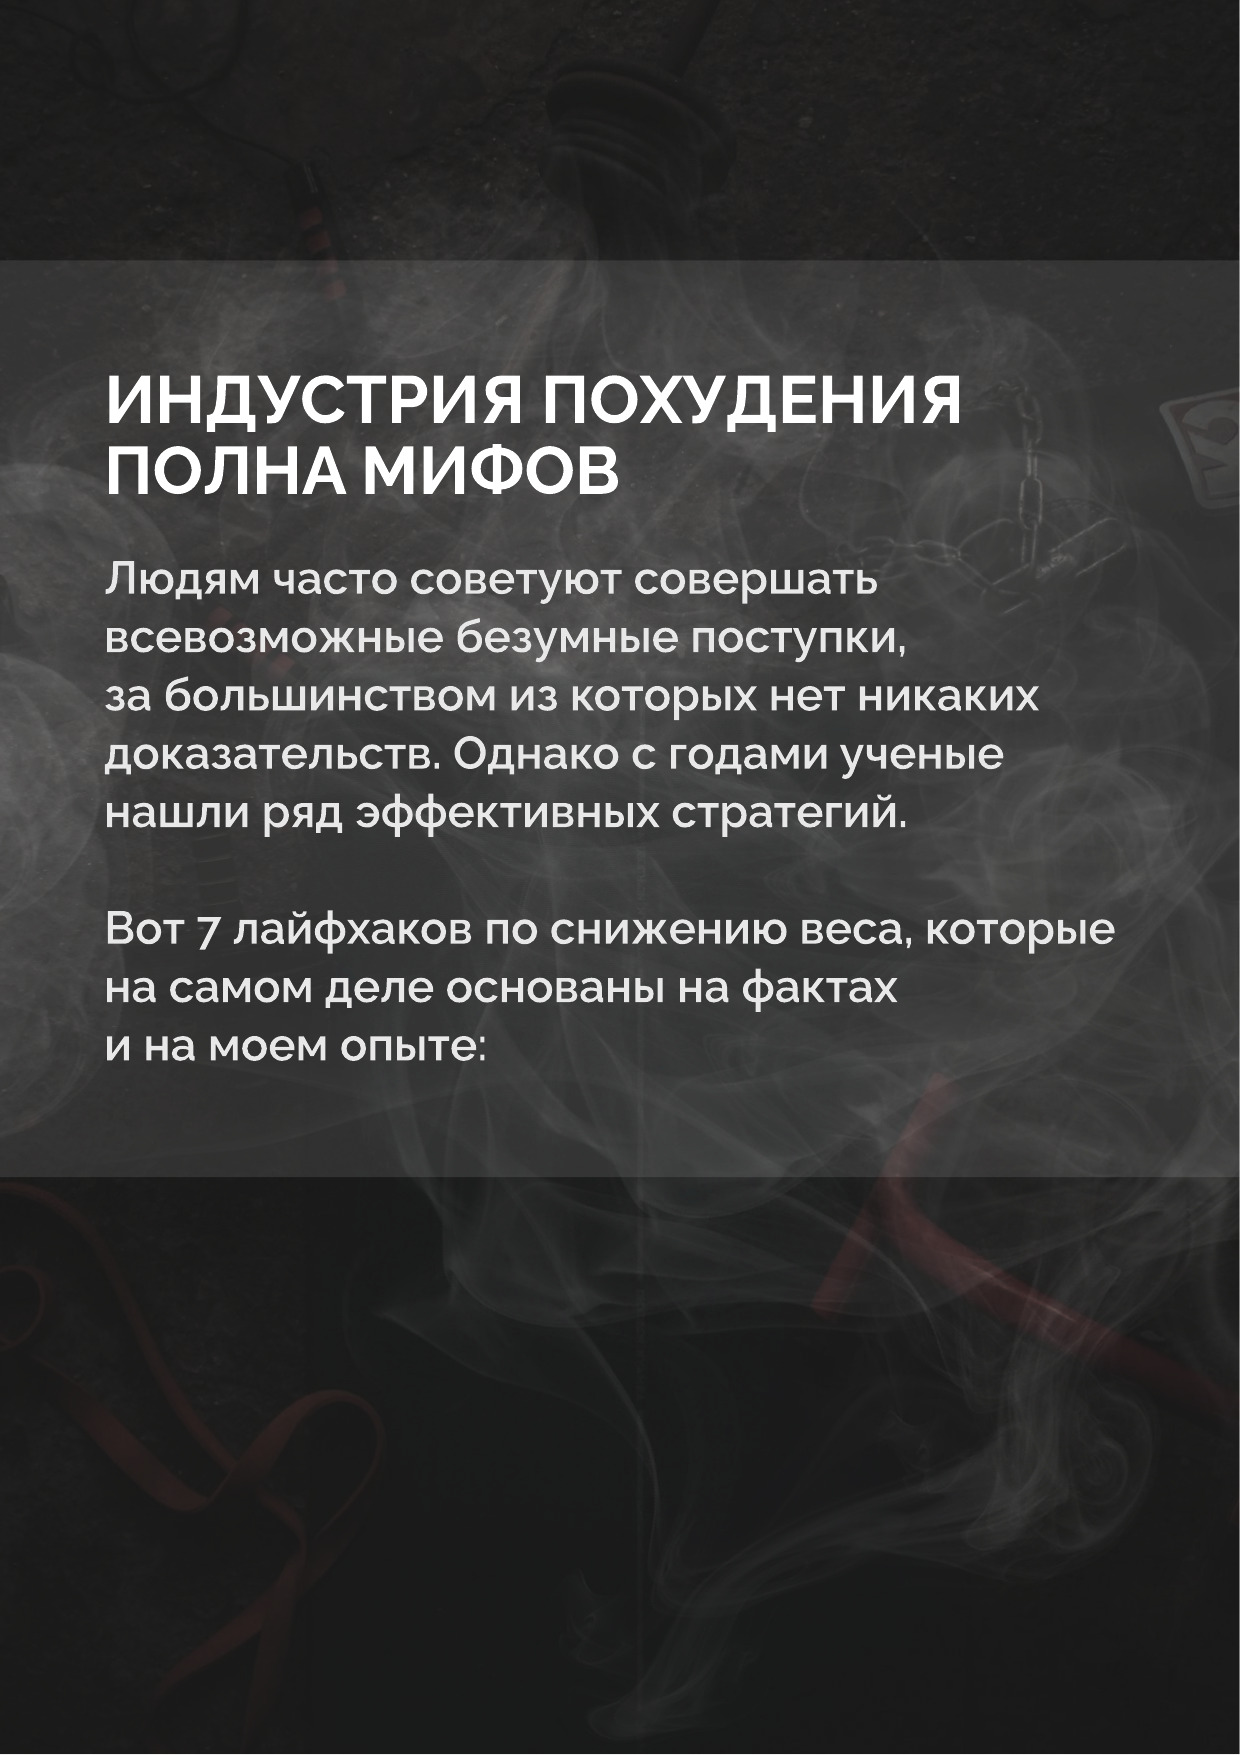 ИНДУСТРИЯ ПОХУДЕНИЯ
ПОЛНА МИФОВ
Людям часто советуют совершать
всевозможные безумные поступки,
за большинством из которых нет никаких
доказательств. Однако с годами ученые
нашли ряд эффективных стратегий.
Вот 7 лайфхаков по снижению веса, которые
на самом деле основаны на фактах
и на моем опыте: